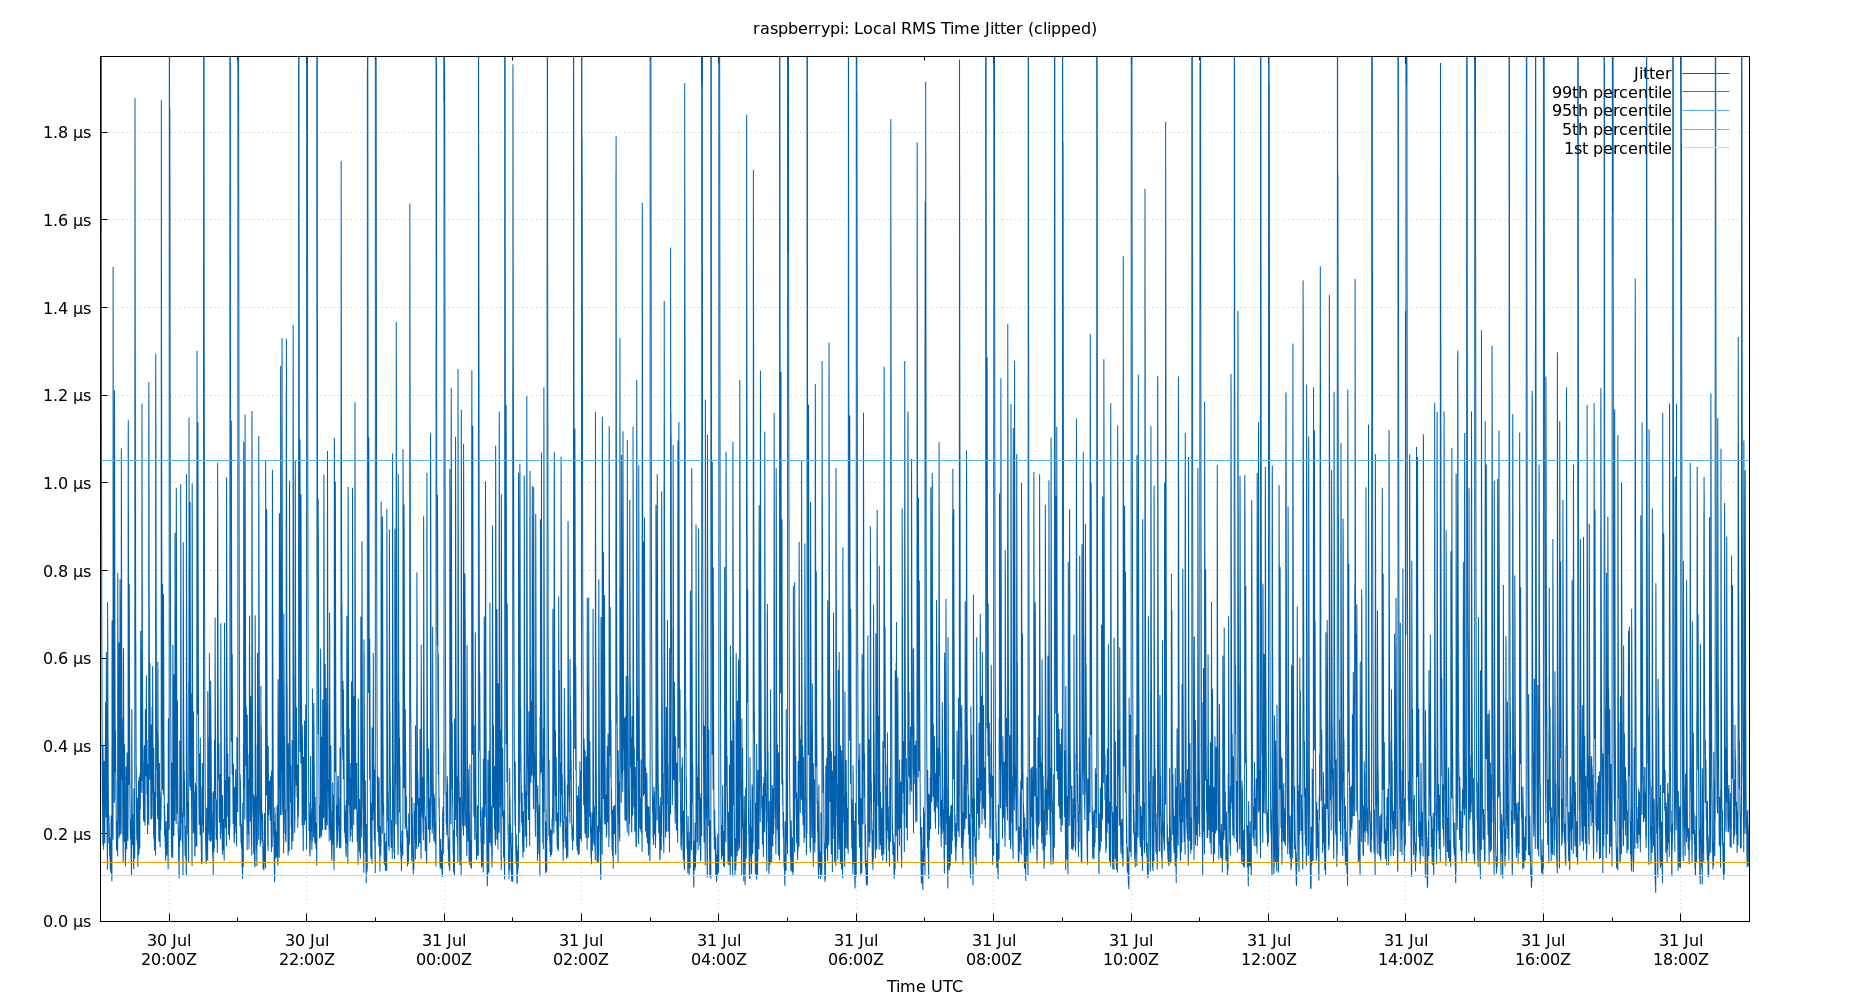 raspberrypi: Local RMS Time Jitter (clipped)
Jitter
99th percentile
95th percentile
5th percentile
1st percentile
1.8 µs
1.6 µs
1.4 µs
1.2 µs
1.0 µs
0.8 µs
0.6 µs
0.4 µs
0.2 µs
0.0 µs
30 Jul 30 Jul 31 Jul 31 Jul 31 Jul 31 Jul 31 Jul 31 Jul 31 Jul 31 Jul 31 Jul 31 Jul
20:00Z 22:00Z 00:00Z 02:00Z 04:00Z 06:00Z 08:00Z 10:00Z 12:00Z 14:00Z 16:00Z 18:00Z
Time UTC